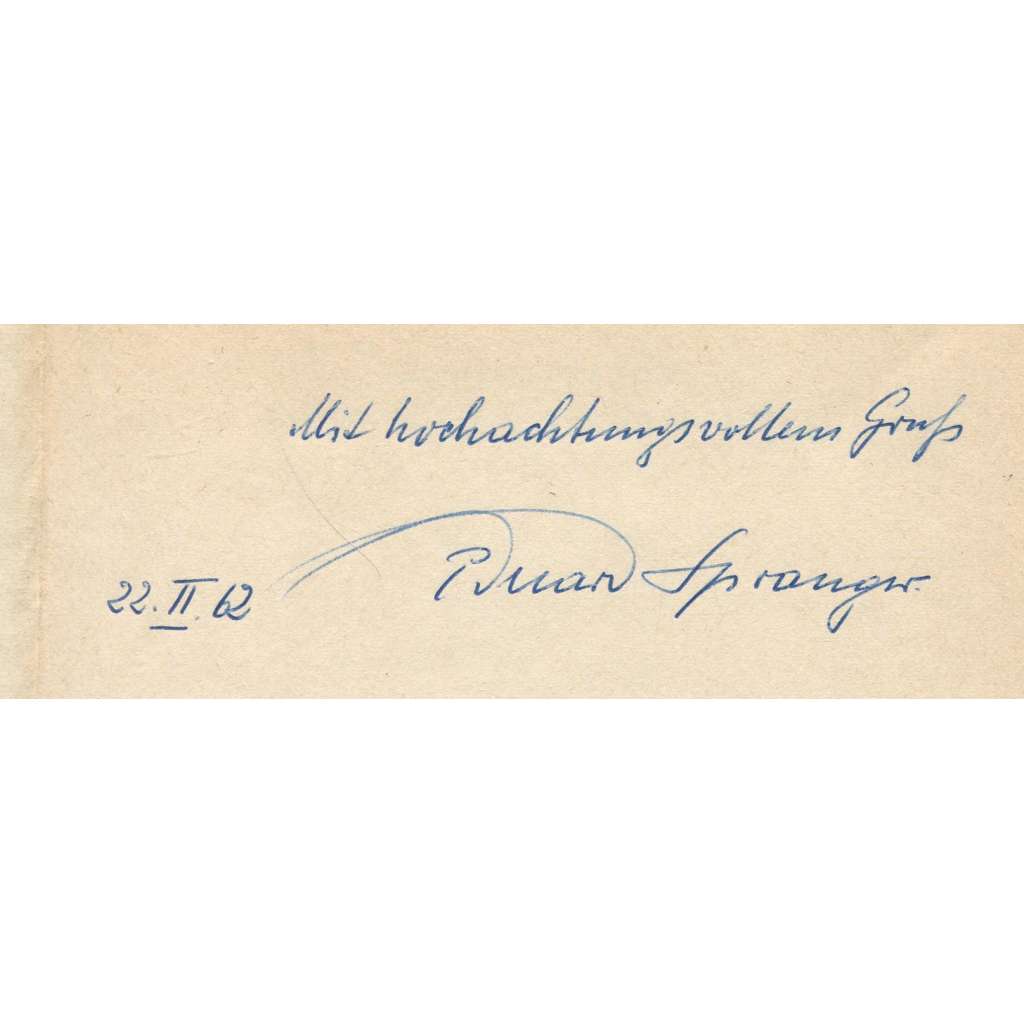 Mit hochachtungsvollem Gruß
Eduard Spranger.
22. II. 62